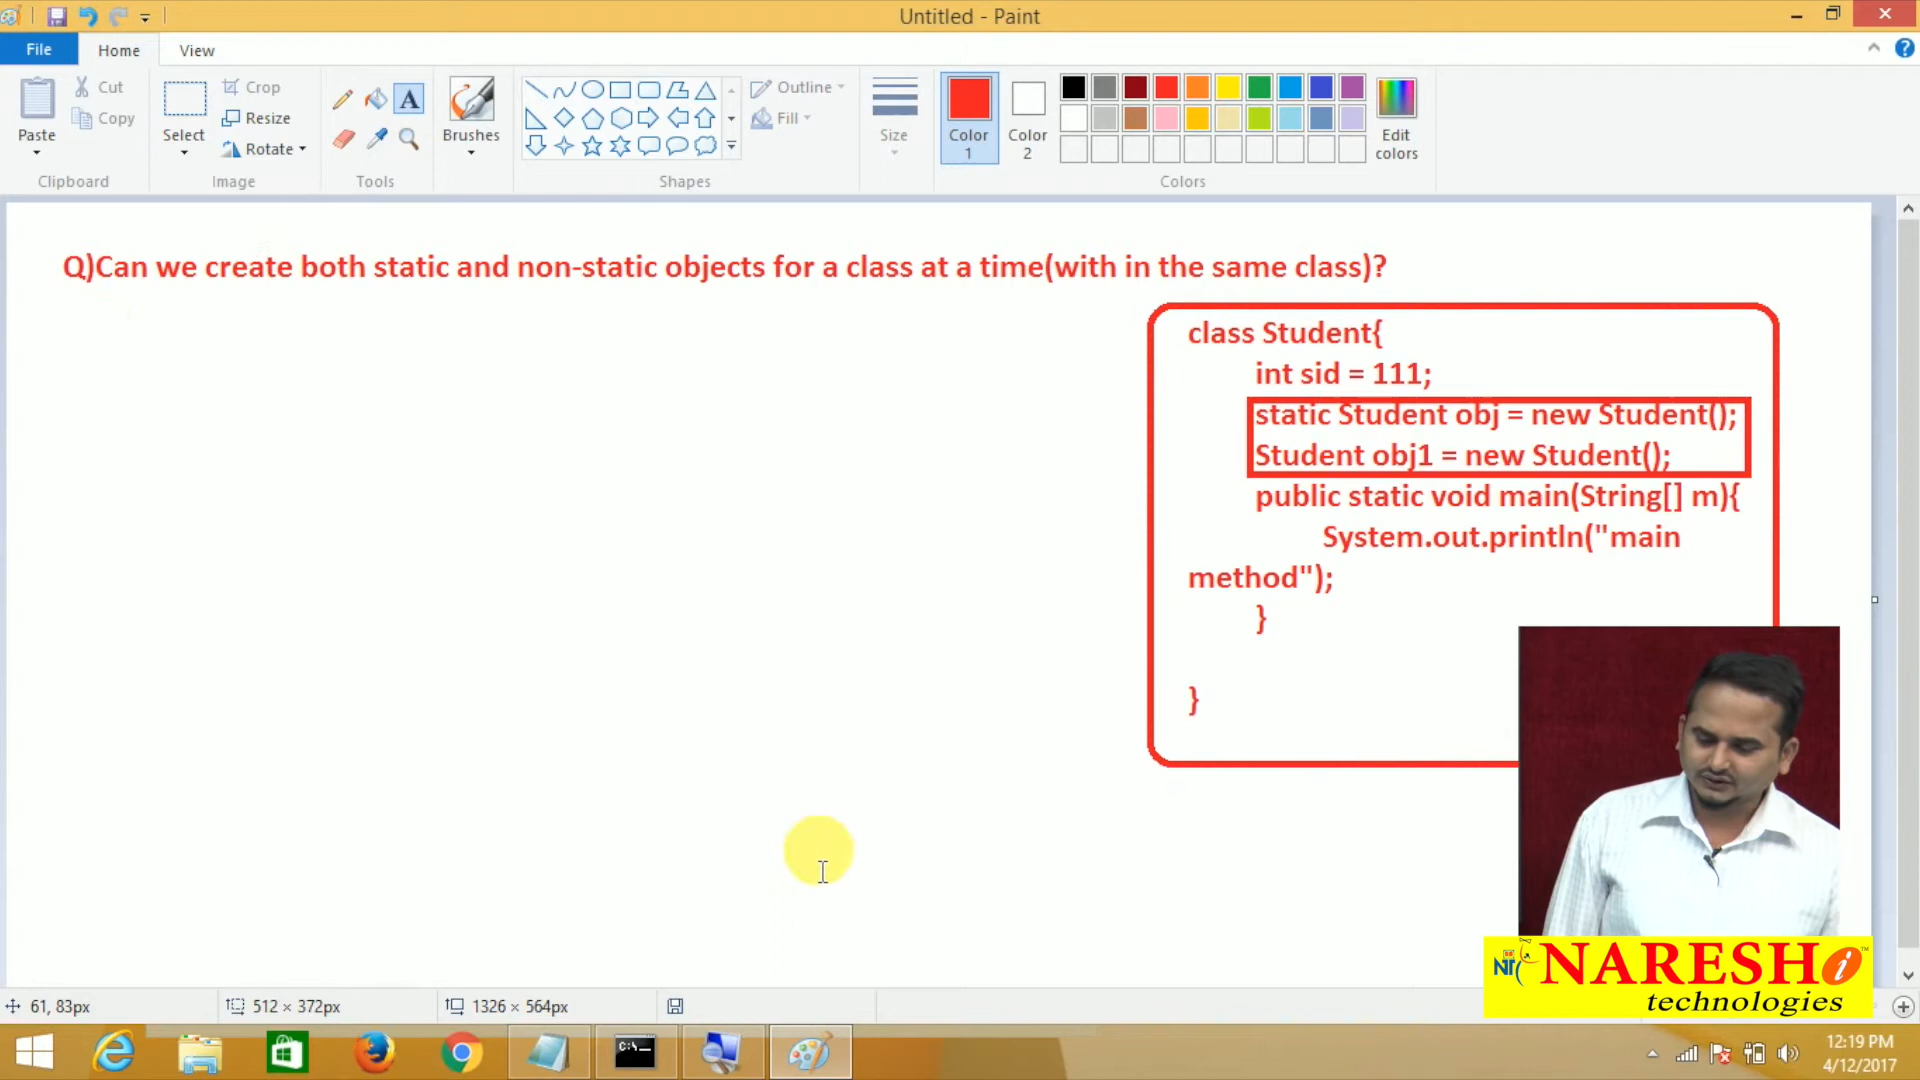 Untitled - Paint
File Home View
Paste
Cut
Copy
Clipboard
Select
Crop
Resize
Rotate
Image
A
Tools
Brushes
Shapes
Outline
Fill
Size
Color 1
Color 2
Edit colors
Colors
Q)Can we create both static and non-static objects for a class at a time(with in the same class)?
class Student{
int sid = 111;
static Student obj = new Student();
Student obj1 = new Student();
public static void main(String[] m){
System.out.println("main
method");
}
}
NARESH i
technologies
61, 83px 512 × 372px 1326 × 564px
C:\_
12:19 PM
4/12/2017